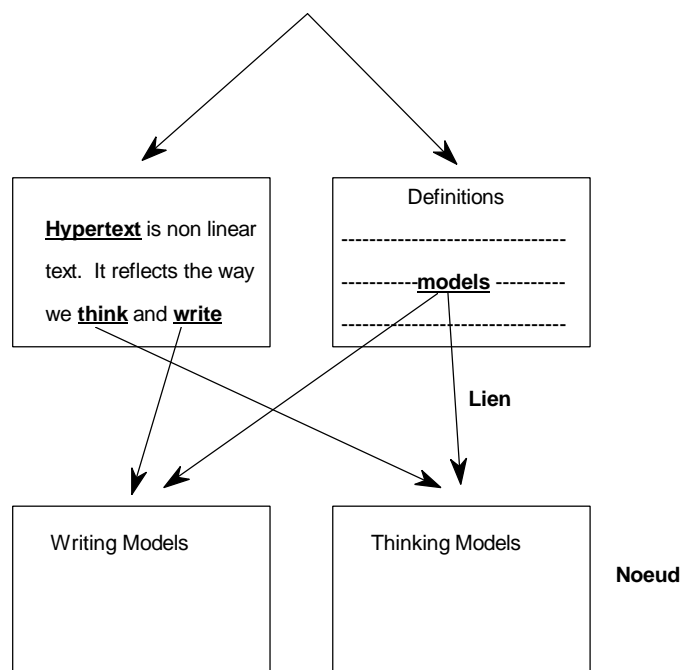 Hypertext is non linear
text. It reflects the way
we think and write
Definitions
---------------------------------
-----------models-----------
---------------------------------
Lien
Writing Models
Thinking Models
Noeud